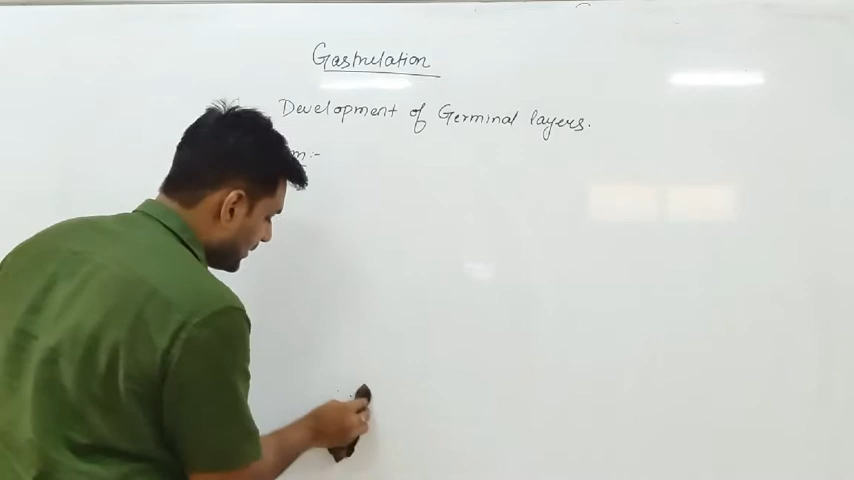 Gastrulation
Development of Germinal layers.